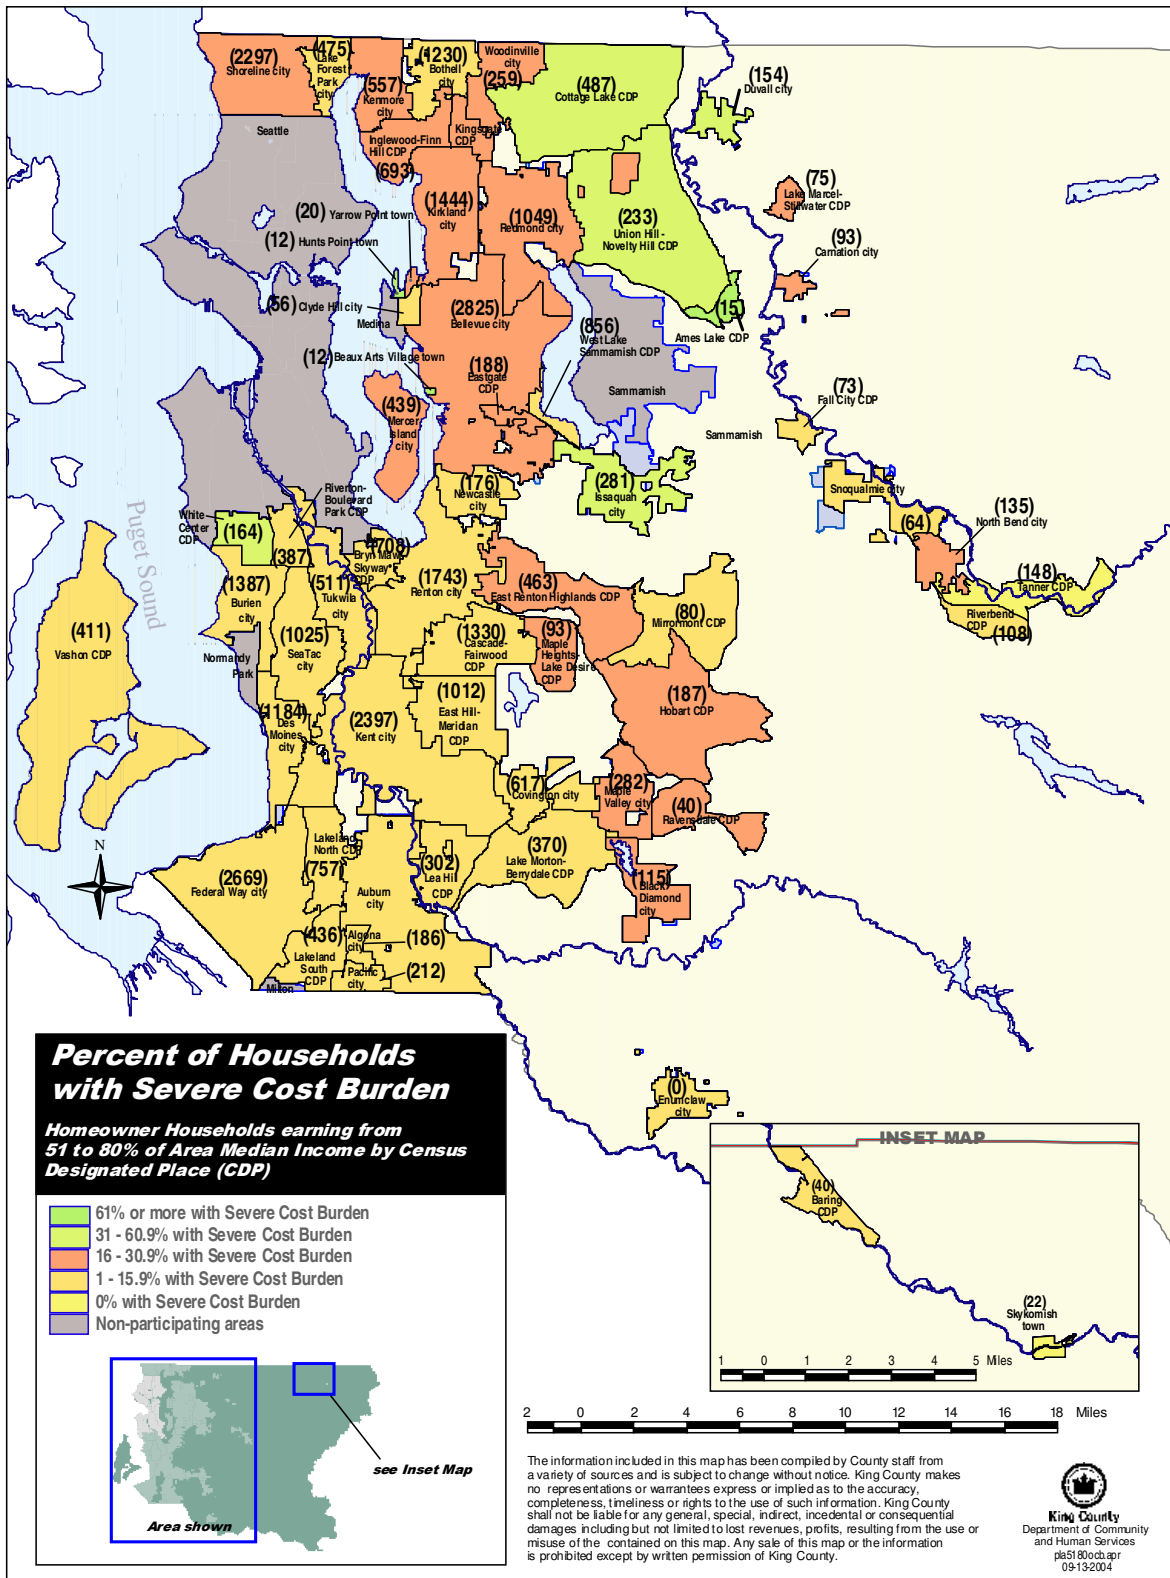 (2297)
Shoreline city
(475)
Lake
Forest
Park
city
(557)
Kenmore
city
(1230)
Bothell
city
Woodinville
city
(259)
(487)
Cottage Lake CDP
(154)
Duvall city
Seattle
Inglewood-Finn
Hill CDP
(693)
Kingsgate
CDP
(1444)
Kirkland
city
(1049)
Redmond city
(233)
Union Hill -
Novelty Hill CDP
(75)
Lake Marcel-
Stillwater CDP
(93)
Carnation city
(20) Yarrow Point town
(12) Hunts Point town
(56) Clyde Hill city
Medina
(2825)
Bellevue city
(856)
West Lake
Sammamish CDP
(15)
Ames Lake CDP
(12) Beaux Arts Village town
(188)
Eastgate
CDP
Sammamish
(73)
Fall City CDP
(439)
Mercer
Island
city
Sammamish
(176)
Newcastle
city
(281)
Issaquah
city
Snoqualmie city
(64)
(135)
North Bend city
Puget Sound
White
Center
CDP
(164)
Riverton-
Boulevard
Park CDP
(387)
(708)
Bryn Mawr
Skyway
CDP
(1387)
Burien
city
(511)
Tukwila
city
(1743)
Renton city
(463)
East Renton Highlands CDP
(148)
Tanner CDP
Riverbend
CDP
(108)
(411)
Vashon CDP
(1025)
SeaTac
city
(1330)
Cascade-
Fairwood
CDP
(93)
Maple
Heights-
Lake Desire
CDP
(80)
Mirrormont CDP
Normandy
Park
(1184)
Des
Moines
city
(2397)
Kent city
(1012)
East Hill-
Meridian
CDP
(187)
Hobart CDP
(617)
Covington city
(282)
Maple
Valley city
(40)
Ravensdale CDP
N
(2669)
Federal Way city
Lakeland
North CDP
(757)
Auburn
city
(302)
Lea Hill
CDP
(370)
Lake Morton-
Berrydale CDP
(115)
Black
Diamond
city
(436)
Lakeland
South
CDP
Algona
city
(186)
Pacific
city
(212)
Milton
(0)
Enumclaw
city
Percent of Households
with Severe Cost Burden
Homeowner Households earning from
51 to 80% of Area Median Income by Census
Designated Place (CDP)
61% or more with Severe Cost Burden
31 - 60.9% with Severe Cost Burden
16 - 30.9% with Severe Cost Burden
1 - 15.9% with Severe Cost Burden
0% with Severe Cost Burden
Non-participating areas
see Inset Map
Area shown
INSET MAP
(40)
Baring
CDP
(22)
Skykomish
town
1 0 1 2 3 4 5 Miles
2 0 2 4 6 8 10 12 14 16 18 Miles
The information included in this map has been compiled by County staff from
a variety of sources and is subject to change without notice. King County makes
no representations or warrantees express or implied as to the accuracy,
completeness, timeliness or rights to the use of such information. King County
shall not be liable for any general, special, indirect, incedental or consequential
damages including but not limited to lost revenues, profits, resulting from the use or
misuse of the contained on this map. Any sale of this map or the information
is prohibited except by written permission of King County.
King County
Department of Community
and Human Services
pla5180ocb.apr
09-13-2004